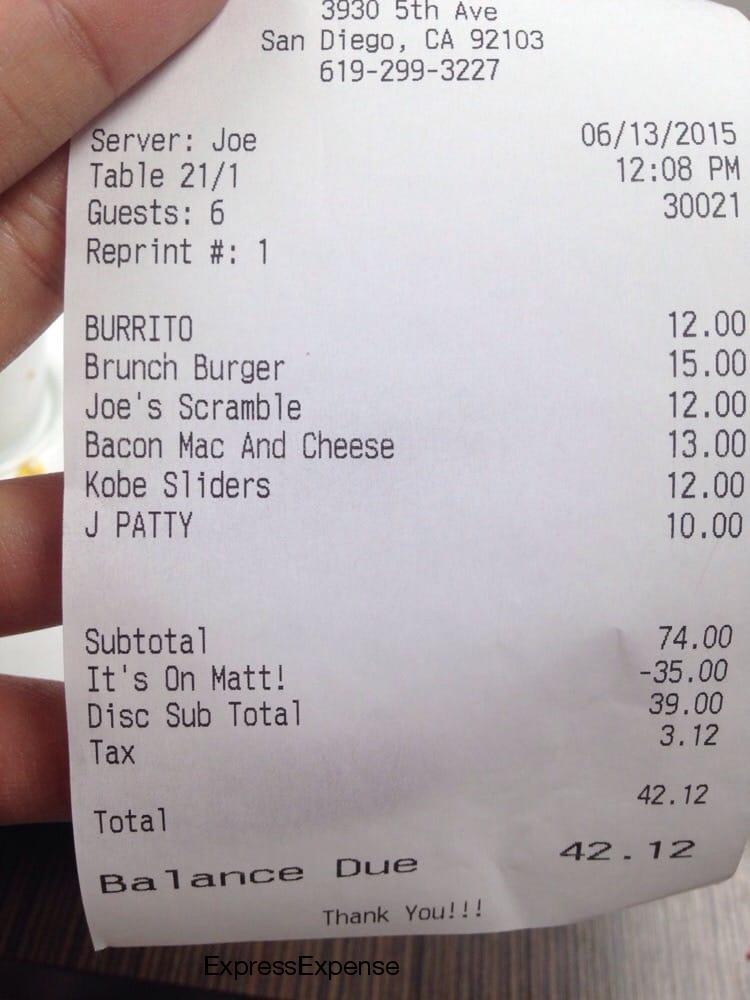 3930 5th Ave
San Diego, CA 92103
619-299-3227
Server: Joe 06/13/2015
Table 21/1 12:08 PM
Guests: 6 30021
Reprint #: 1
BURRITO 12.00
Brunch Burger 15.00
Joe's Scramble 12.00
Bacon Mac And Cheese 13.00
Kobe Sliders 12.00
J PATTY 10.00
Subtotal 74.00
It's On Matt! -35.00
Disc Sub Total 39.00
Tax 3.12
Total 42.12
Balance Due 42.12
Thank You!!!
ExpressExpense